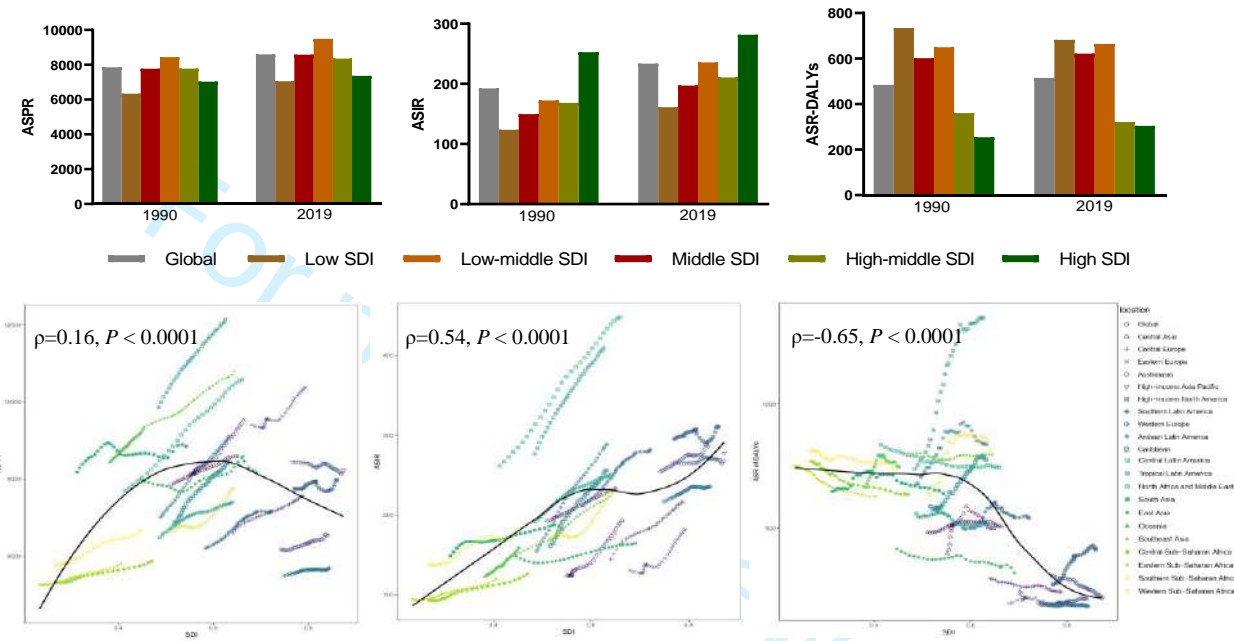 10000
8000
6000
4000
2000
0
ASPR
1990
2019
300
200
100
0
ASIR
1990
2019
800
600
400
200
0
ASR-DALYs
1990
2019
Global
Low SDI
Low-middle SDI
Middle SDI
High-middle SDI
High SDI
For
ρ=0.16, P < 0.0001
SDI
ρ=0.54, P < 0.0001
ASIR
SDI
ρ=-0.65, P < 0.0001
ASR of DALYs
SDI
location
Global
Central Asia
Central Europe
Eastern Europe
Australasia
High-income Asia Pacific
High-income North America
Southern Latin America
Western Europe
Andean Latin America
Caribbean
Central Latin America
Tropical Latin America
North Africa and Middle East
South Asia
East Asia
Oceania
Southeast Asia
Central Sub-Saharan Africa
Eastern Sub-Saharan Africa
Southern Sub-Saharan Africa
Western Sub-Saharan Africa